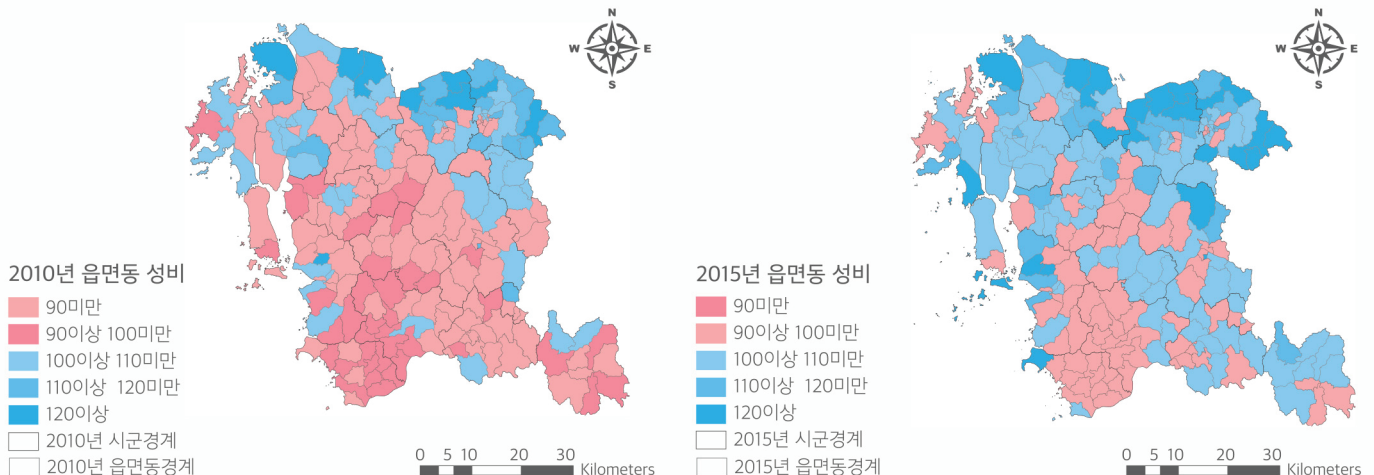 N
W E
S
2010년 읍면동 성비
90미만
90이상 100미만
100이상 110미만
110이상 120미만
120이상
2010년 시군경계
2010년 읍면동경계
0 5 10 20 30
Kilometers
N
W E
S
2015년 읍면동 성비
90미만
90이상 100미만
100이상 110미만
110이상 120미만
120이상
2015년 시군경계
2015년 읍면동경계
0 5 10 20 30
Kilometers